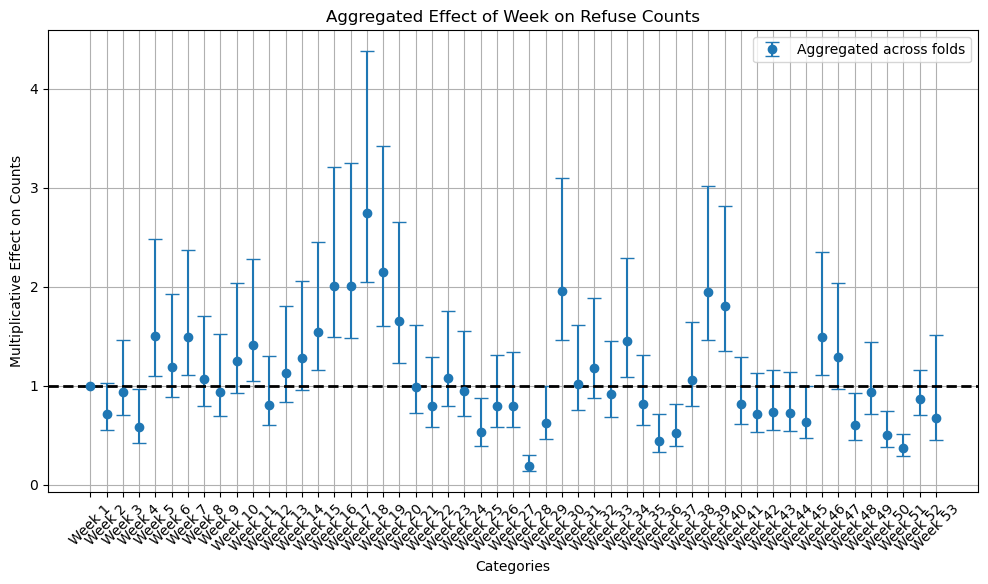 Aggregated Effect of Week on Refuse Counts
Aggregated across folds
Multiplicative Effect on Counts
4
3
2
1
0
Week 1
Week 2
Week 3
Week 4
Week 5
Week 6
Week 7
Week 8
Week 9
Week 10
Week 11
Week 12
Week 13
Week 14
Week 15
Week 16
Week 17
Week 18
Week 19
Week 20
Week 21
Week 22
Week 23
Week 24
Week 25
Week 26
Week 27
Week 28
Week 29
Week 30
Week 31
Week 32
Week 33
Week 34
Week 35
Week 36
Week 37
Week 38
Week 39
Week 40
Week 41
Week 42
Week 43
Week 44
Week 45
Week 46
Week 47
Week 48
Week 49
Week 50
Week 51
Week 52
Week 53
Categories